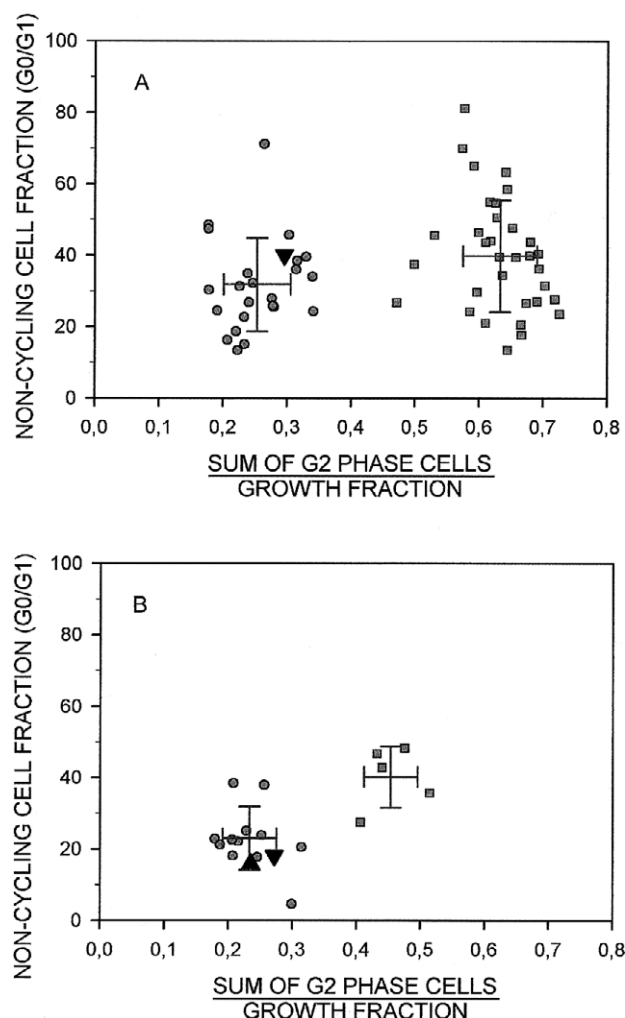 NON-CYCLING CELL FRACTION (G0/G1)
100
80
60
40
20
0
A
0,0 0,1 0,2 0,3 0,4 0,5 0,6 0,7 0,8
SUM OF G2 PHASE CELLS
GROWTH FRACTION
NON-CYCLING CELL FRACTION (G0/G1)
100
80
60
40
20
0
B
0,0 0,1 0,2 0,3 0,4 0,5 0,6 0,7 0,8
SUM OF G2 PHASE CELLS
GROWTH FRACTION